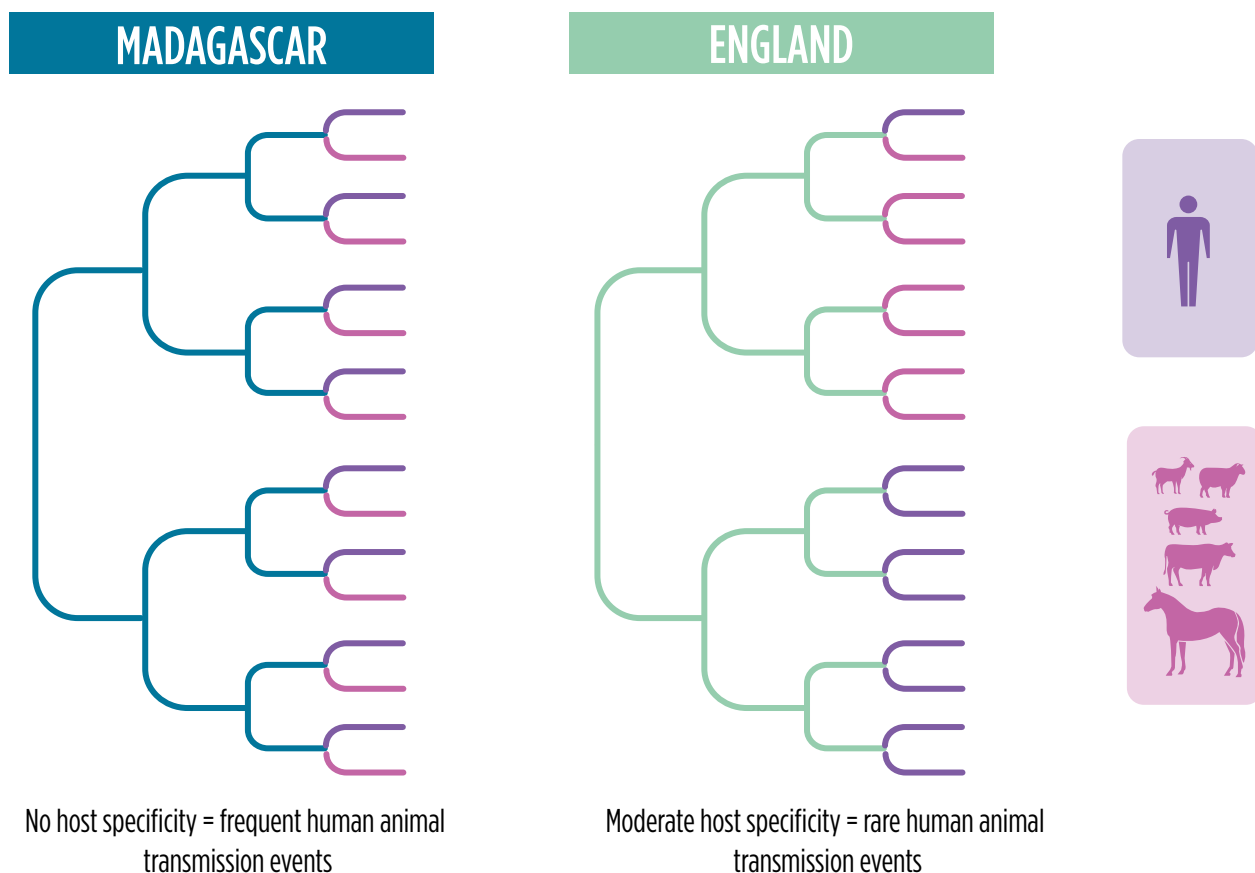 MADAGASCAR
ENGLAND
No host specificity = frequent human animal
transmission events
Moderate host specificity = rare human animal
transmission events